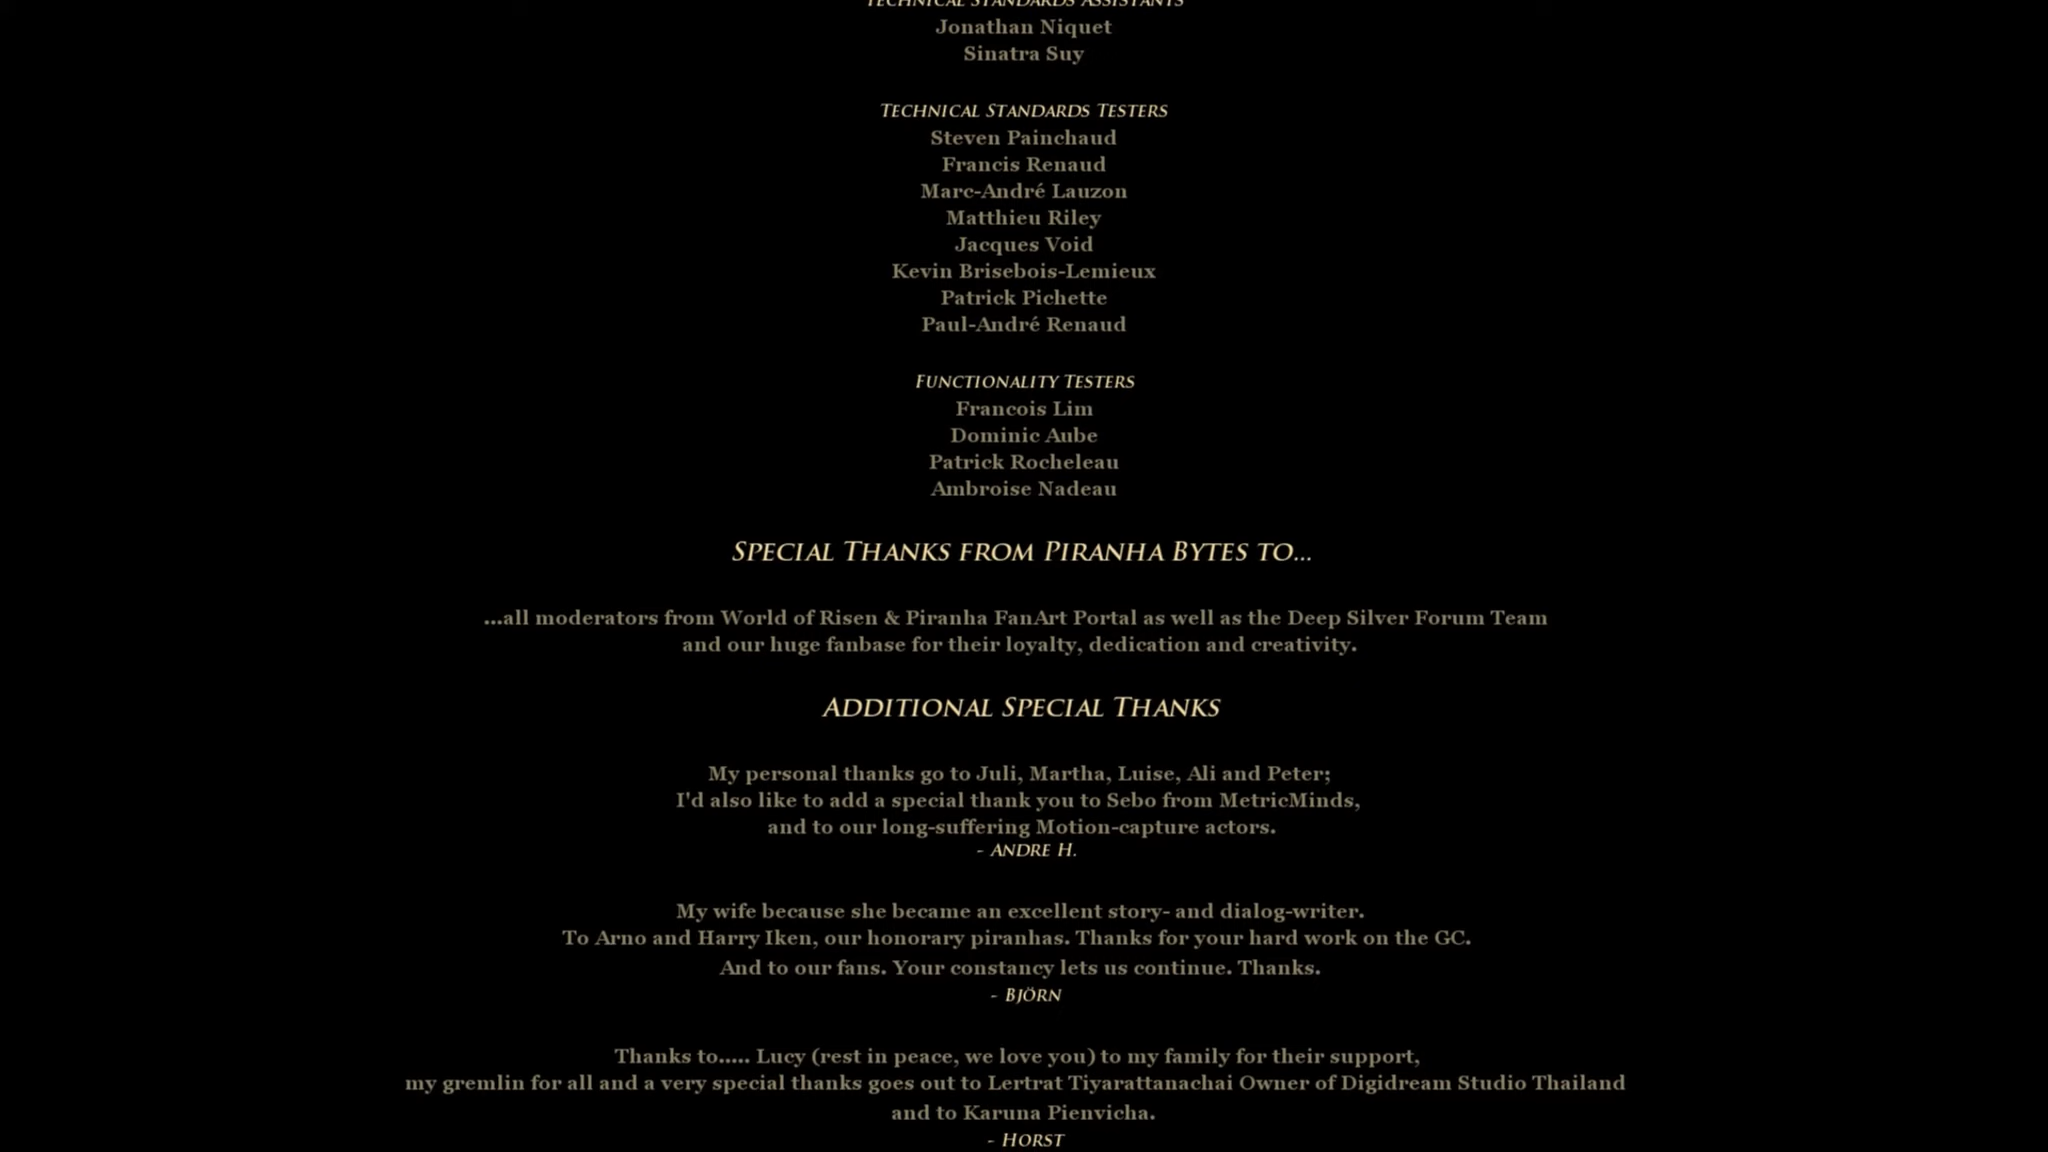 Technical Standards Assistants
Jonathan Niquet
Sinatra Suy
Technical Standards Testers
Steven Painchaud
Francis Renaud
Marc-André Lauzon
Matthieu Riley
Jacques Void
Kevin Brisebois-Lemieux
Patrick Pichette
Paul-André Renaud
Functionality Testers
Francois Lim
Dominic Aube
Patrick Rocheleau
Ambroise Nadeau
Special Thanks from Piranha Bytes to...
...all moderators from World of Risen & Piranha FanArt Portal as well as the Deep Silver Forum Team
and our huge fanbase for their loyalty, dedication and creativity.
Additional Special Thanks
My personal thanks go to Juli, Martha, Luise, Ali and Peter;
I'd also like to add a special thank you to Sebo from MetricMinds,
and to our long-suffering Motion-capture actors.
- Andre H.
My wife because she became an excellent story- and dialog-writer.
To Arno and Harry Iken, our honorary piranhas. Thanks for your hard work on the GC.
And to our fans. Your constancy lets us continue. Thanks.
- Björn
Thanks to..... Lucy (rest in peace, we love you) to my family for their support,
my gremlin for all and a very special thanks goes out to Lertrat Tiyarattanachai Owner of Digidream Studio Thailand
and to Karuna Pienvicha.
- Horst